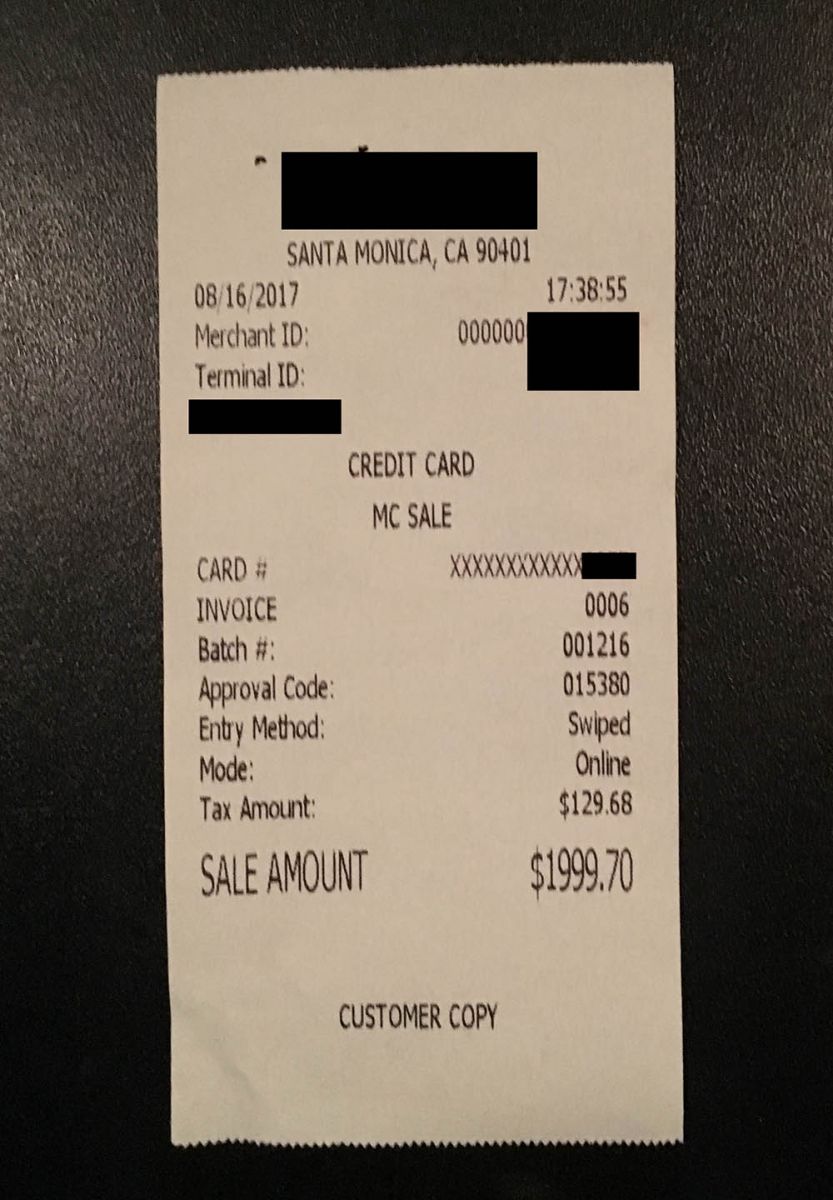 SANTA MONICA, CA 90401
08/16/2017 17:38:55
Merchant ID: 000000
Terminal ID:
CREDIT CARD
MC SALE
CARD # XXXXXXXXXXXX
INVOICE 0006
Batch #: 001216
Approval Code: 015380
Entry Method: Swiped
Mode: Online
Tax Amount: $129.68
SALE AMOUNT $1999.70
CUSTOMER COPY